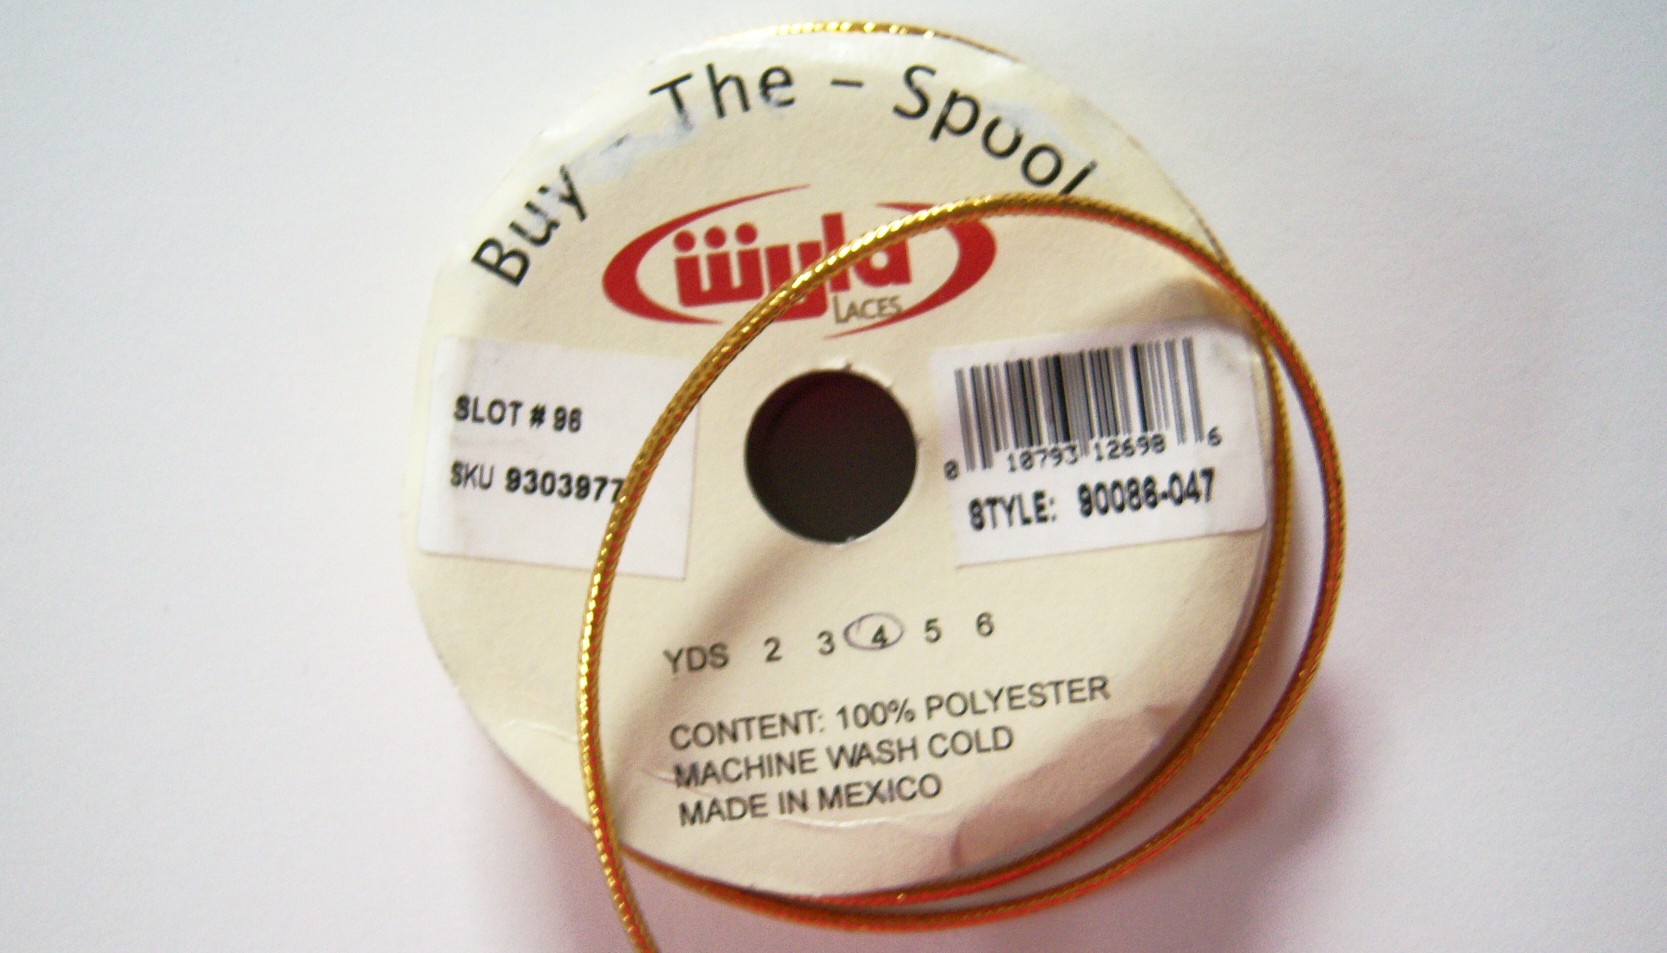 Buy - The - Spool
wyla
LACES
SLOT # 96
SKU 9303977
0 18793 12698 6
STYLE: 90086-047
YDS 2 3 4 5 6
CONTENT: 100% POLYESTER
MACHINE WASH COLD
MADE IN MEXICO